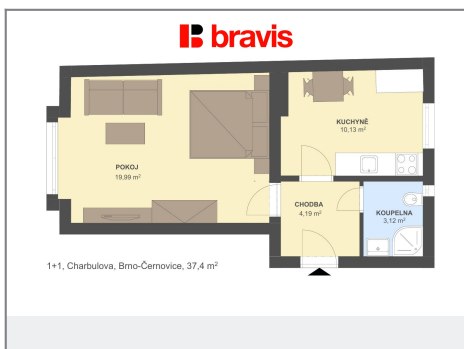 bravis
KUCHYNĚ
10,13 m²
POKOJ
19,99 m²
CHODBA
4,19 m²
KOUPELNA
3,12 m²
1+1, Charbulova, Brno-Černovice, 37,4 m²